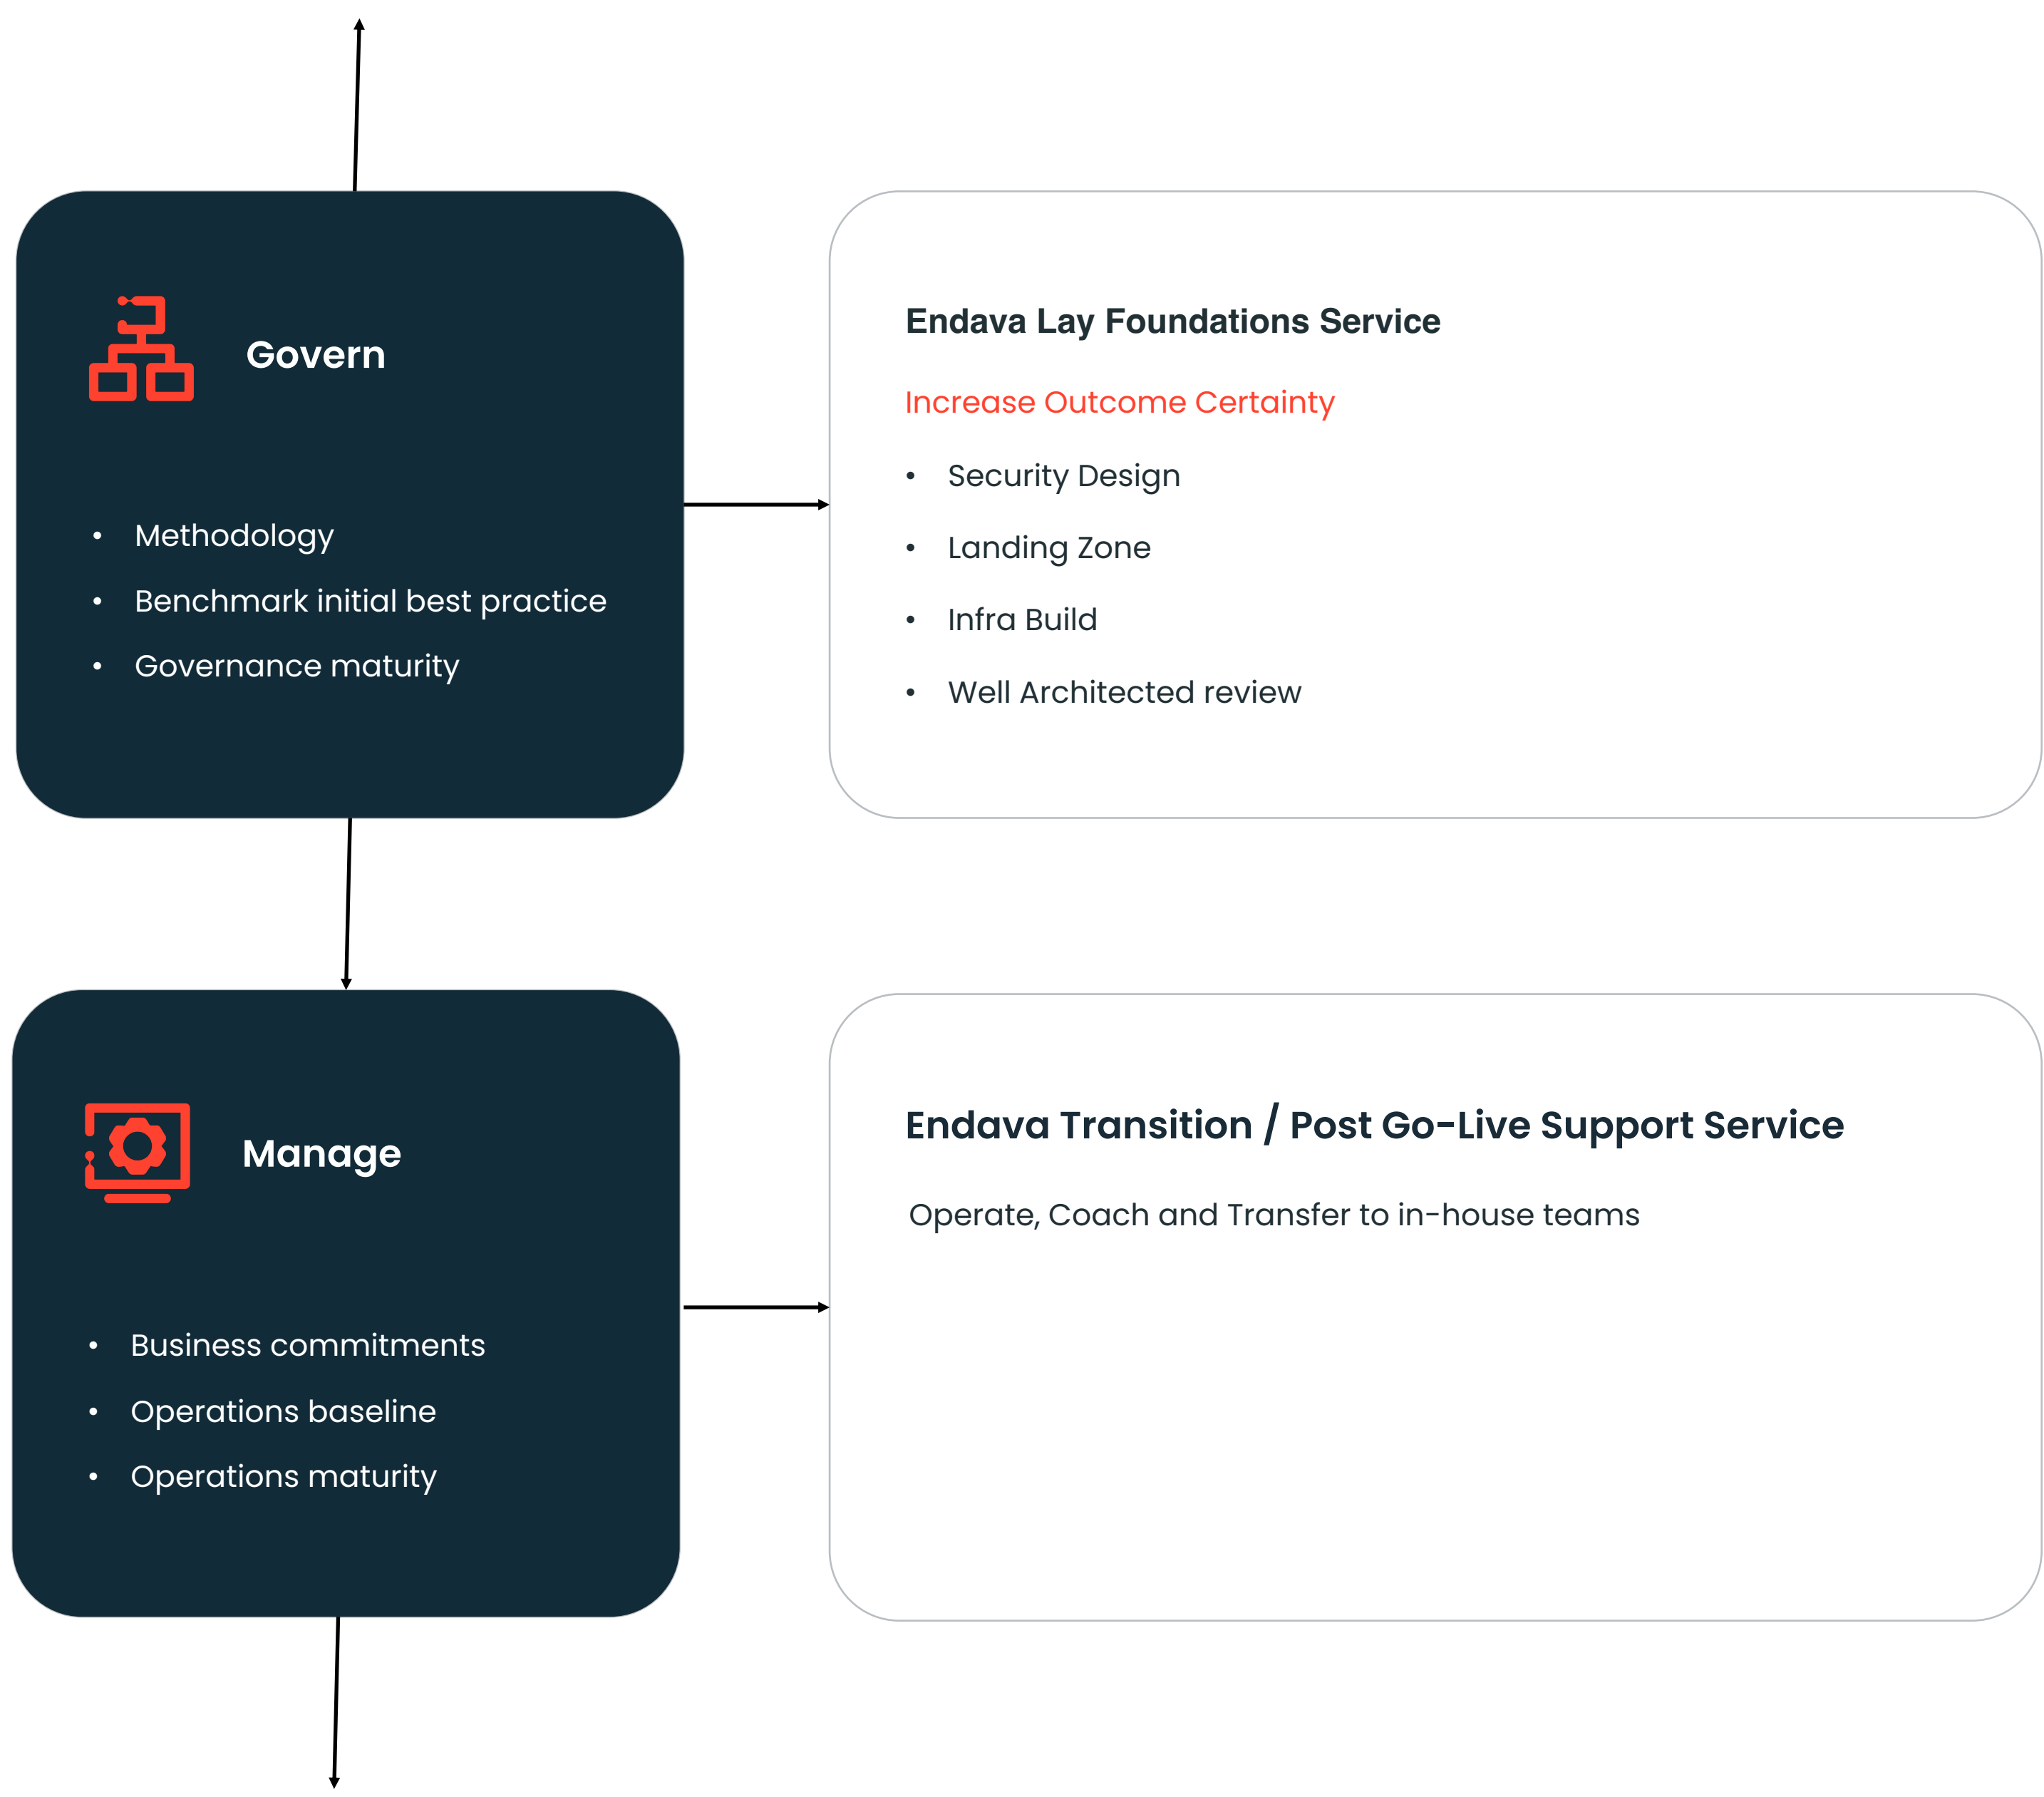 Govern
• Methodology
• Benchmark initial best practice
• Governance maturity
Endava Lay Foundations Service
Increase Outcome Certainty
• Security Design
• Landing Zone
• Infra Build
• Well Architected review
Manage
• Business commitments
• Operations baseline
• Operations maturity
Endava Transition / Post Go-Live Support Service
Operate, Coach and Transfer to in-house teams